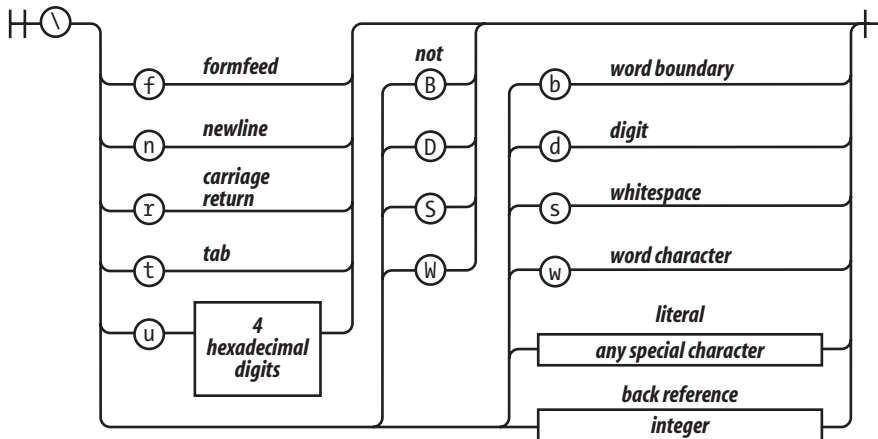 \
f formfeed
n newline
r carriage
return
t tab
u 4
hexadecimal
digits
not
B
D
S
W
b word boundary
d digit
s whitespace
w word character
literal
any special character
back reference
integer